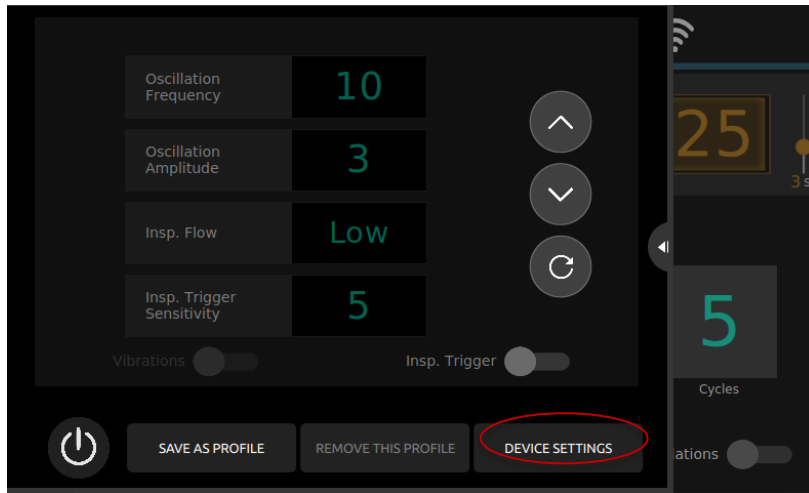 Oscillation
Frequency
10
Oscillation
Amplitude
3
Insp. Flow
Low
Insp. Trigger
Sensitivity
5
Vibrations
Insp. Trigger
SAVE AS PROFILE
REMOVE THIS PROFILE
DEVICE SETTINGS
25
3 s
5
Cycles
ations